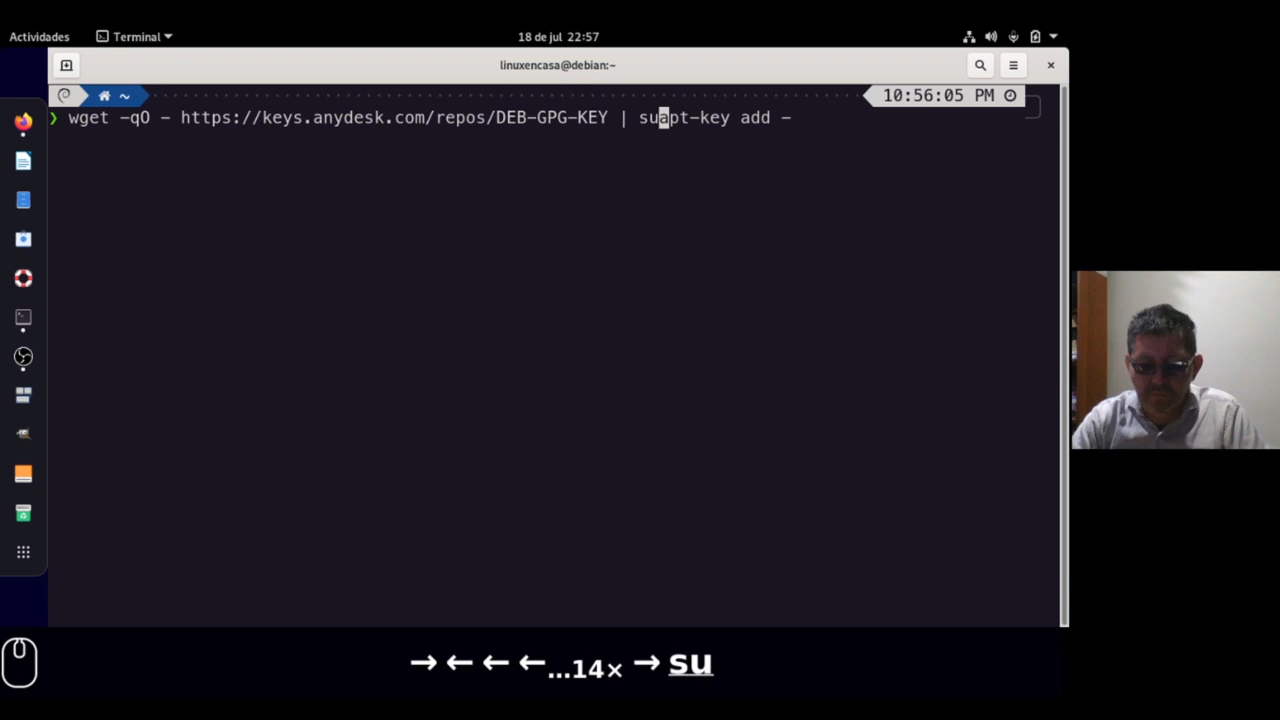 Actividades
Terminal
18 de jul 22:57
linuxencasa@debian:~
~
10:56:05 PM
❯ wget -qO - https://keys.anydesk.com/repos/DEB-GPG-KEY | suapt-key add -
→ ← ← ←...14× → su